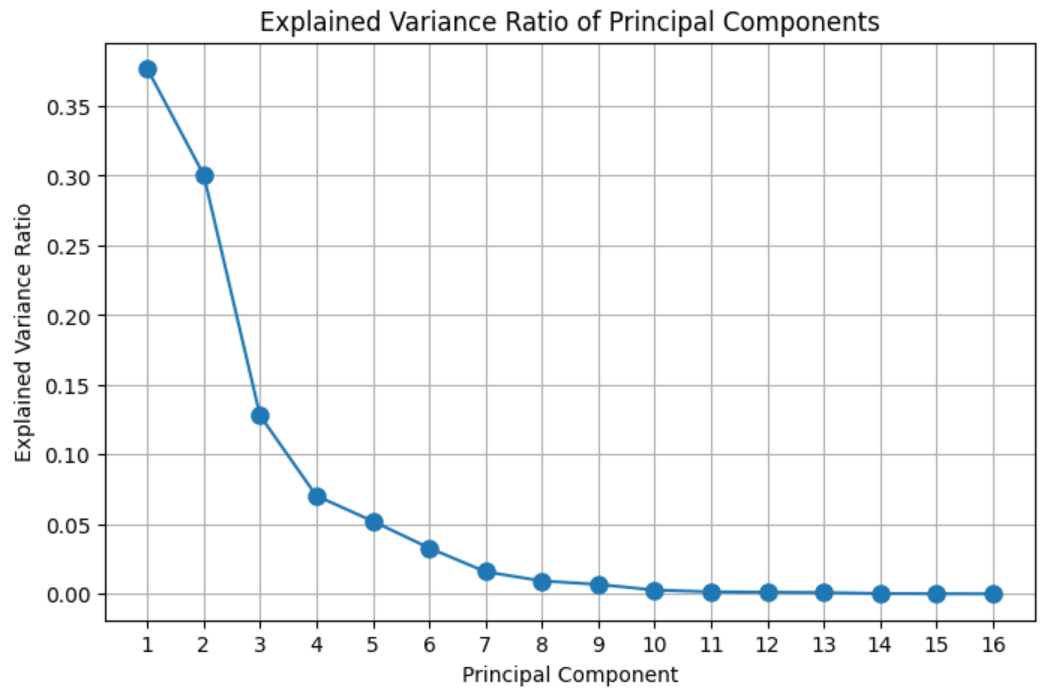 Explained Variance Ratio of Principal Components
Explained Variance Ratio
0.35
0.30
0.25
0.20
0.15
0.10
0.05
0.00
1 2 3 4 5 6 7 8 9 10 11 12 13 14 15 16
Principal Component